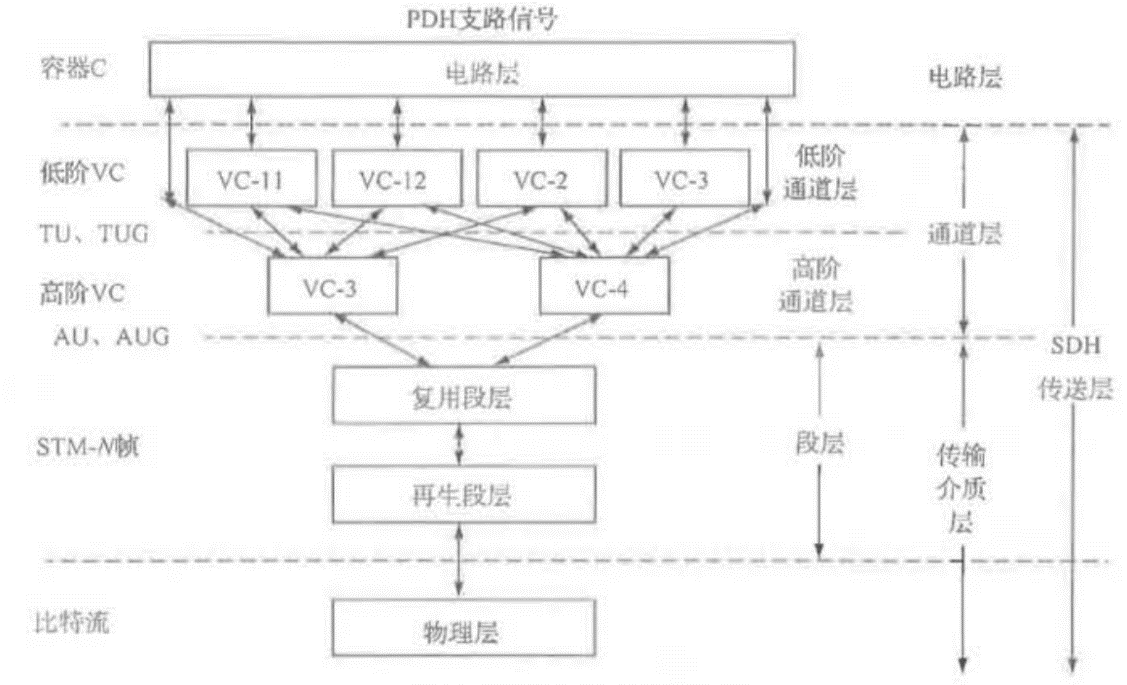 PDH支路信号
容器C
电路层
电路层
低阶VC
VC-11
VC-12
VC-2
VC-3
低阶
通道层
TU、TUG
通道层
高阶VC
VC-3
VC-4
高阶
通道层
AU、AUG
SDH
传送层
复用段层
STM-N帧
段层
传输
介质
层
再生段层
比特流
物理层